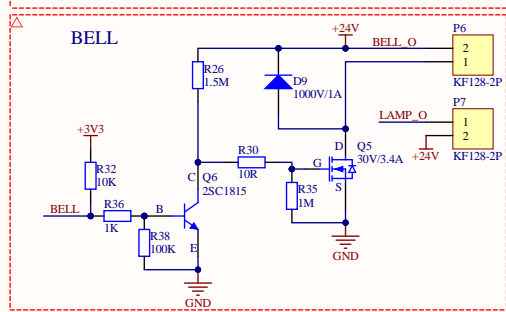 BELL
+24V
P6
BELL_O
2
1
KF128-2P
R26
1.5M
D9
1000V/1A
P7
LAMP_O
1
2
+24V
KF128-2P
+3V3
R32
10K
R30
10R
D
Q5
30V/3.4A
G
S
C
Q6
2SC1815
R35
1M
BELL
R36
1K
B
R38
100K
E
GND
GND